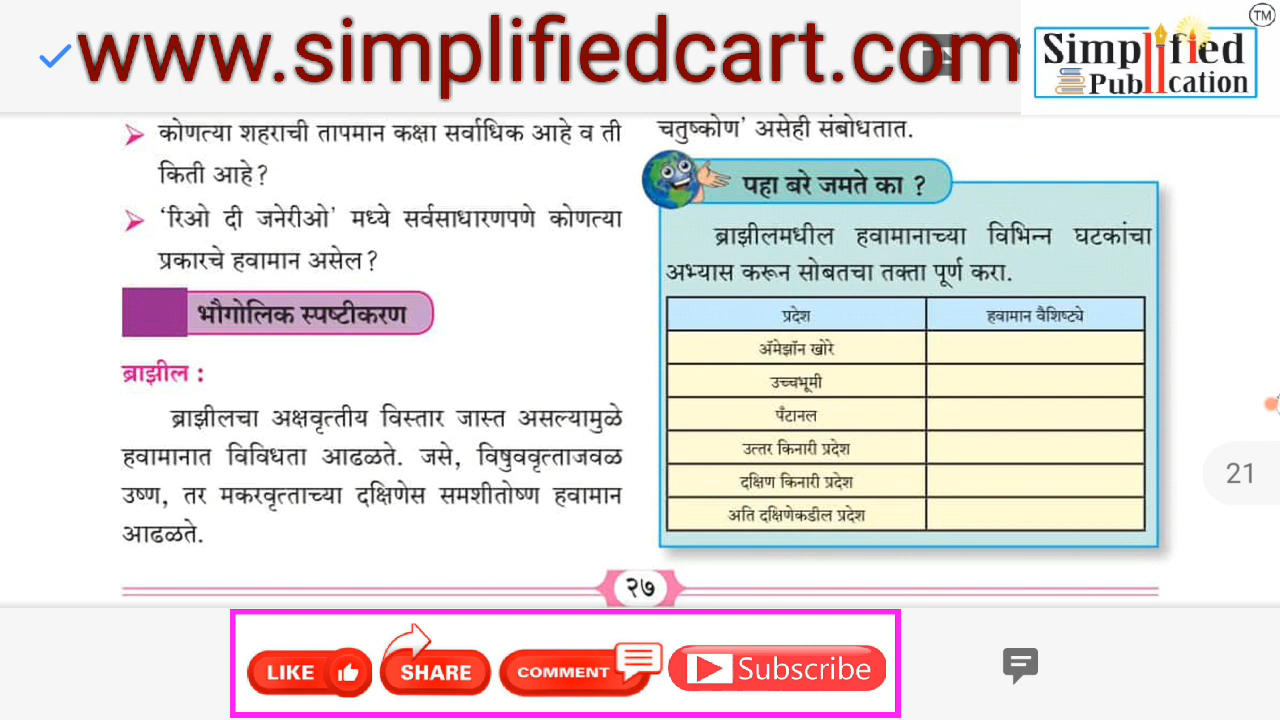 www.simplifiedcart.com
Simplified
Publication
TM
कोणत्या शहराची तापमान कक्षा सर्वाधिक आहे व ती
किती आहे?
‘रिओ दी जनेरीओ’ मध्ये सर्वसाधारणपणे कोणत्या
प्रकारचे हवामान असेल?
भौगोलिक स्पष्टीकरण
ब्राझील :
ब्राझीलचा अक्षवृत्तीय विस्तार जास्त असल्यामुळे
हवामानात विविधता आढळते. जसे, विषुववृत्ताजवळ
उष्ण, तर मकरवृत्ताच्या दक्षिणेस समशीतोष्ण हवामान
आढळते.
चतुष्कोण’ असेही संबोधतात.
पहा बरे जमते का ?
ब्राझीलमधील हवामानाच्या विभिन्न घटकांचा
अभ्यास करून सोबतचा तक्ता पूर्ण करा.
प्रदेश हवामान वैशिष्ट्ये
ॲमेझॉन खोरे
उच्चभूमी
पँटानल
उत्तर किनारी प्रदेश
दक्षिण किनारी प्रदेश
अति दक्षिणेकडील प्रदेश
21
२७
LIKE SHARE COMMENT Subscribe